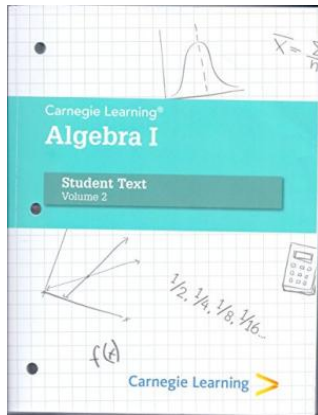 Carnegie Learning®
Algebra I
Student Text
Volume 2
1/2, 1/4, 1/8, 1/16...
f(x)
Carnegie Learning